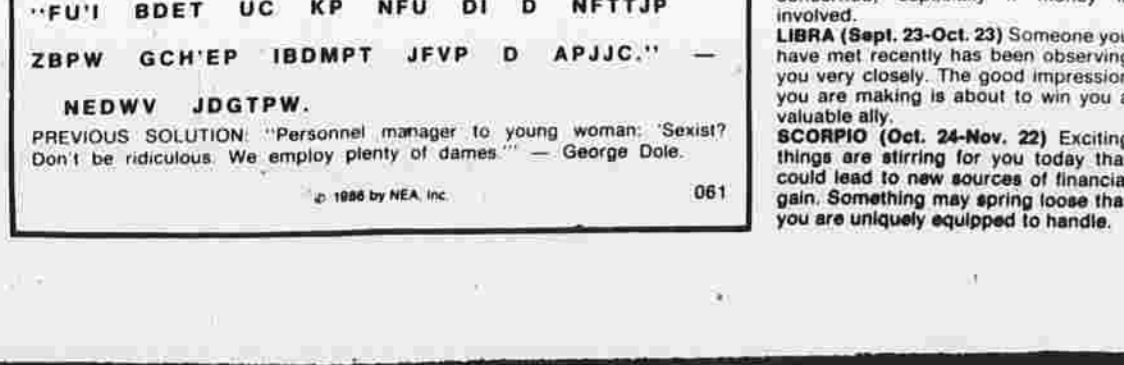 "FU'I BDET UC KP NFU DI D NFTTJP
ZBPW GCH'EP IBDMPT JFVP D APJJC." —
NEDWV JDGTPW.
PREVIOUS SOLUTION: "Personnel manager to young woman: 'Sexist?
Don't be ridiculous. We employ plenty of dames.'" — George Dole.
© 1986 by NEA, Inc.
061
involved.
LIBRA (Sept. 23-Oct. 23) Someone you
have met recently has been observing
you very closely. The good impression
you are making is about to win you a
valuable ally.
SCORPIO (Oct. 24-Nov. 22) Exciting
things are stirring for you today that
could lead to new sources of financial
gain. Something may spring loose that
you are uniquely equipped to handle.